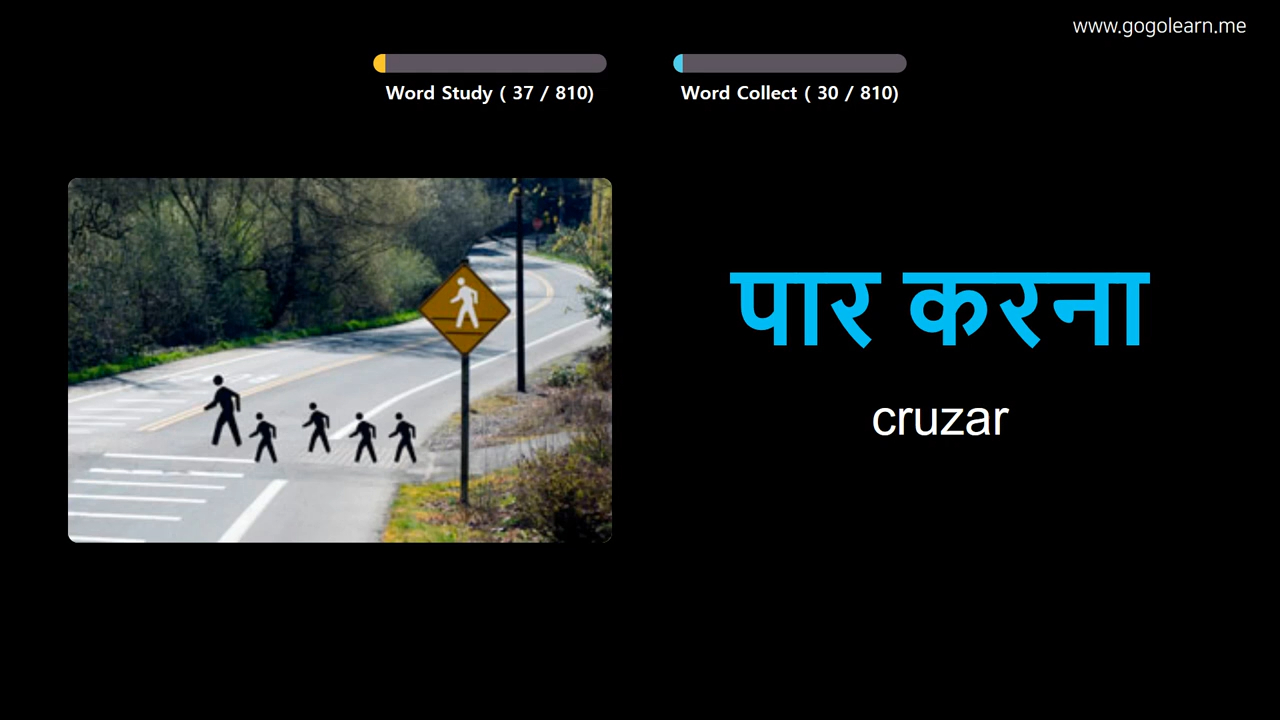 www.gogolearn.me
Word Study ( 37 / 810)
Word Collect ( 30 / 810)
पार करना
cruzar